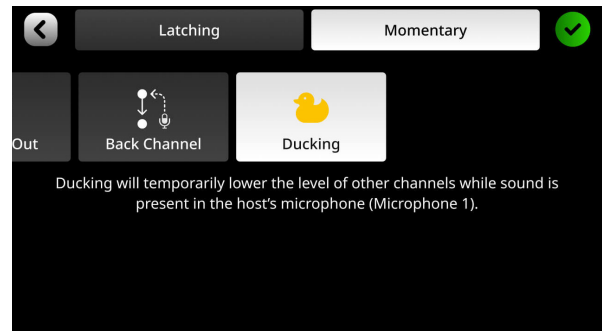 Latching
Momentary
Out
Back Channel
Ducking
Ducking will temporarily lower the level of other channels while sound is
present in the host's microphone (Microphone 1).